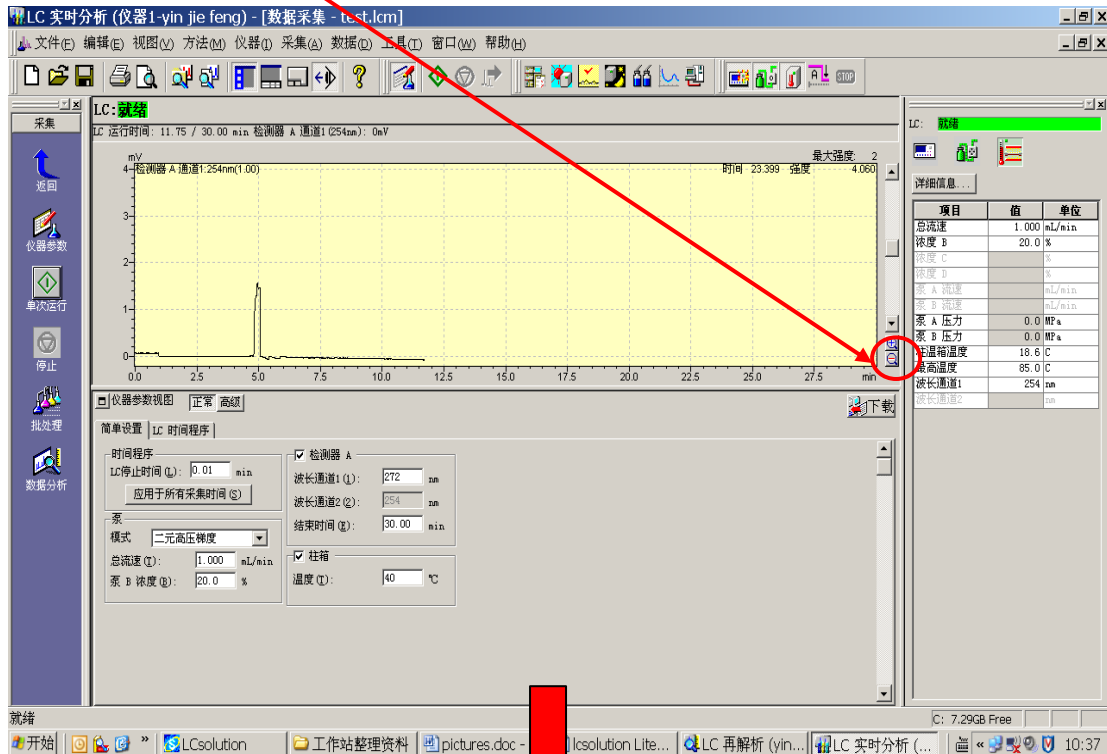 LC 实时分析 (仪器1-yin jie feng) - [数据采集 - test.lcm]
文件(F) 编辑(E) 视图(V) 方法(M) 仪器(I) 采集(A) 数据(D) 工具(T) 窗口(W) 帮助(H)
采集
返回
仪器参数
单次运行
停止
批处理
数据分析
LC:就绪
LC 运行时间: 11.75 / 30.00 min 检测器 A 通道1(254nm): 0mV
mV
最大强度: 2
检测器 A 通道1:254nm(1.00)
时间 23.399 强度 4.060
4
3
2
1
0
0.0 2.5 5.0 7.5 10.0 12.5 15.0 17.5 20.0 22.5 25.0 27.5 min
仪器参数视图 正常 高级 下载
简单设置 LC 时间程序
时间程序
LC停止时间(L): 0.01 min
应用于所有采集时间(S)
泵
模式 二元高压梯度
总流速(T): 1.000 mL/min
泵 B 浓度(B): 20.0 %
检测器 A
波长通道1(1): 272 nm
波长通道2(2): 254 nm
结束时间(E): 30.00 min
柱箱
温度(T): 40 ℃
LC: 就绪
详细信息...
项目 值 单位
总流速 1.000 mL/min
浓度 B 20.0 %
浓度 C %
浓度 D %
泵 A 流速 mL/min
泵 B 流速 mL/min
泵 A 压力 0.0 MPa
泵 B 压力 0.0 MPa
柱温箱温度 18.6 C
最高温度 85.0 C
波长通道1 254 nm
波长通道2 nm
就绪
C: 7.29GB Free
开始 LCsolution 工作站整理资料 pictures.doc - lcsolution Lite... LC 再解析 (yin... LC 实时分析 (... 10:37
STOP